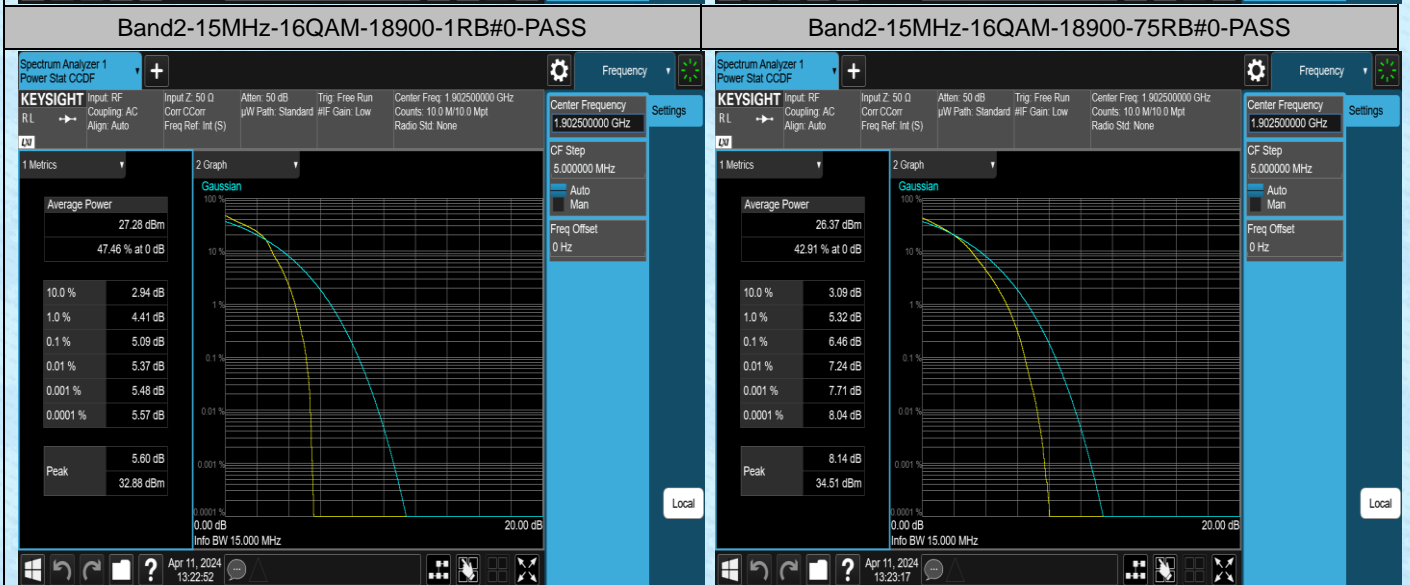 Band2-15MHz-16QAM-18900-1RB#0-PASS
Spectrum Analyzer 1
Power Stat CCDF
+
Frequency
KEYSIGHT
R L
LXI
Input: RF
Coupling: AC
Align: Auto
Input Z: 50 Ω
Corr CCorr
Freq Ref: Int (S)
Atten: 50 dB
µW Path: Standard
Trig: Free Run
#IF Gain: Low
Center Freq: 1.902500000 GHz
Counts: 10.0 M/10.0 Mpt
Radio Std: None
Center Frequency
1.902500000 GHz
Settings
CF Step
5.000000 MHz
Auto
Man
Freq Offset
0 Hz
1 Metrics
Average Power
27.28 dBm
47.46 % at 0 dB
10.0 % 2.94 dB
1.0 % 4.41 dB
0.1 % 5.09 dB
0.01 % 5.37 dB
0.001 % 5.48 dB
0.0001 % 5.57 dB
Peak
5.60 dB
32.88 dBm
2 Graph
Gaussian
100 %
10 %
1 %
0.1 %
0.01 %
0.001 %
0.0001 %
0.00 dB 20.00 dB
Info BW 15.000 MHz
Local
?
Apr 11, 2024
13:22:52
Band2-15MHz-16QAM-18900-75RB#0-PASS
Spectrum Analyzer 1
Power Stat CCDF
+
Frequency
KEYSIGHT
R L
LXI
Input: RF
Coupling: AC
Align: Auto
Input Z: 50 Ω
Corr CCorr
Freq Ref: Int (S)
Atten: 50 dB
µW Path: Standard
Trig: Free Run
#IF Gain: Low
Center Freq: 1.902500000 GHz
Counts: 10.0 M/10.0 Mpt
Radio Std: None
Center Frequency
1.902500000 GHz
Settings
CF Step
5.000000 MHz
Auto
Man
Freq Offset
0 Hz
1 Metrics
Average Power
26.37 dBm
42.91 % at 0 dB
10.0 % 3.09 dB
1.0 % 5.32 dB
0.1 % 6.46 dB
0.01 % 7.24 dB
0.001 % 7.71 dB
0.0001 % 8.04 dB
Peak
8.14 dB
34.51 dBm
2 Graph
Gaussian
100 %
10 %
1 %
0.1 %
0.01 %
0.001 %
0.0001 %
0.00 dB 20.00 dB
Info BW 15.000 MHz
Local
?
Apr 11, 2024
13:23:17